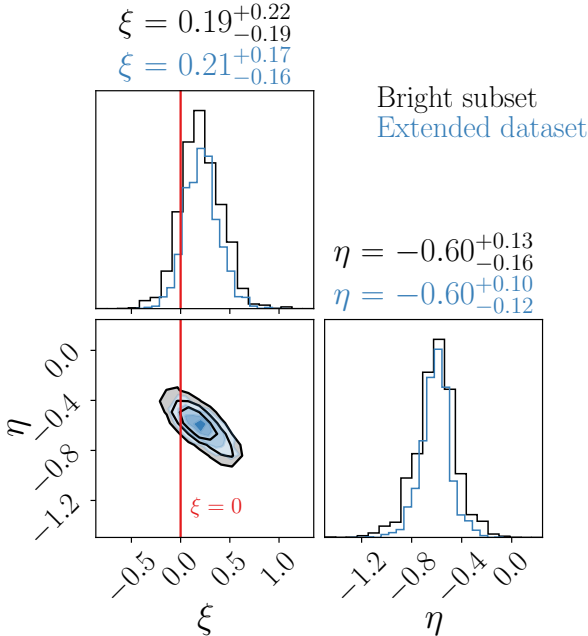 ξ = 0.19 +0.22 −0.19
ξ = 0.21 +0.17 −0.16
Bright subset
Extended dataset
η = −0.60 +0.13 −0.16
η = −0.60 +0.10 −0.12
0.0
−0.4
−0.8
−1.2
η
ξ = 0
−0.5 0.0 0.5 1.0
ξ
−1.2 −0.8 −0.4 0.0
η